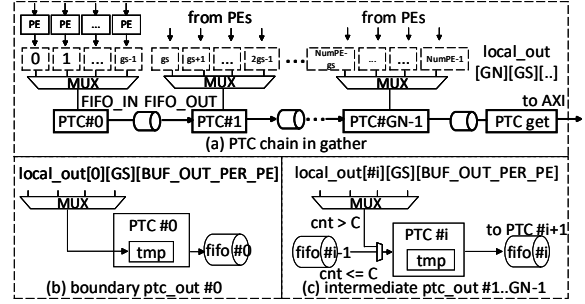 from PEs from PEs
PE PE ... PE
0 1 ... gs-1 gs gs+1 ... 2gs-1 ... NumPE-gs ... ... NumPE-1
local_out
[GN][GS][..]
MUX MUX MUX
FIFO_IN FIFO_OUT
to AXI
PTC#0 PTC#1 ... PTC#GN-1 PTC get
(a) PTC chain in gather
local_out[0][GS][BUF_OUT_PER_PE]
MUX
PTC #0
tmp
fifo #0
(b) boundary ptc_out #0
local_out[#i][GS][BUF_OUT_PER_PE]
MUX
cnt > C
PTC #i
to PTC #i+1
fifo #i-1
tmp
fifo #i
cnt <= C
(c) intermediate ptc_out #1..GN-1